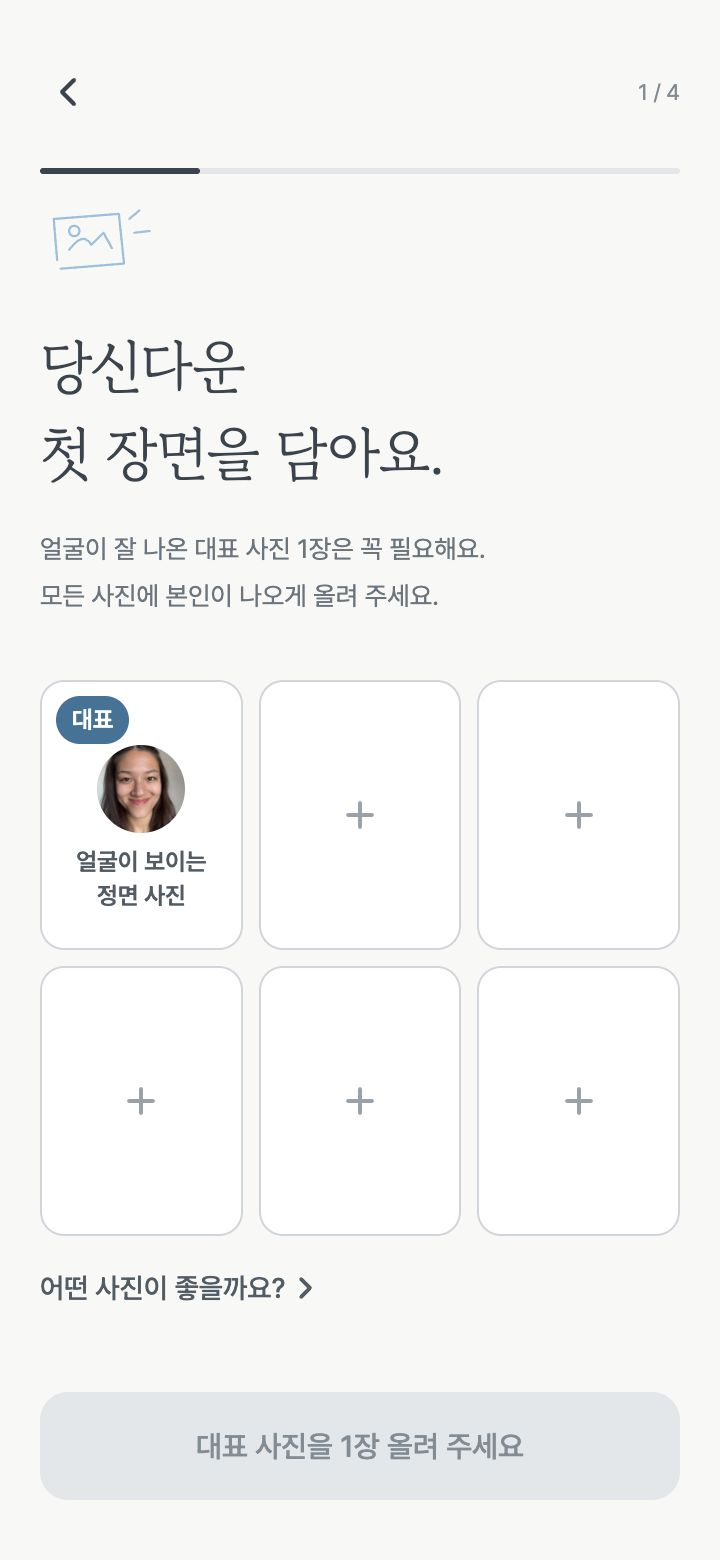 1 / 4
당신다운
첫 장면을 담아요.
얼굴이 잘 나온 대표 사진 1장은 꼭 필요해요.
모든 사진에 본인이 나오게 올려 주세요.
대표
얼굴이 보이는
정면 사진
어떤 사진이 좋을까요?
대표 사진을 1장 올려 주세요